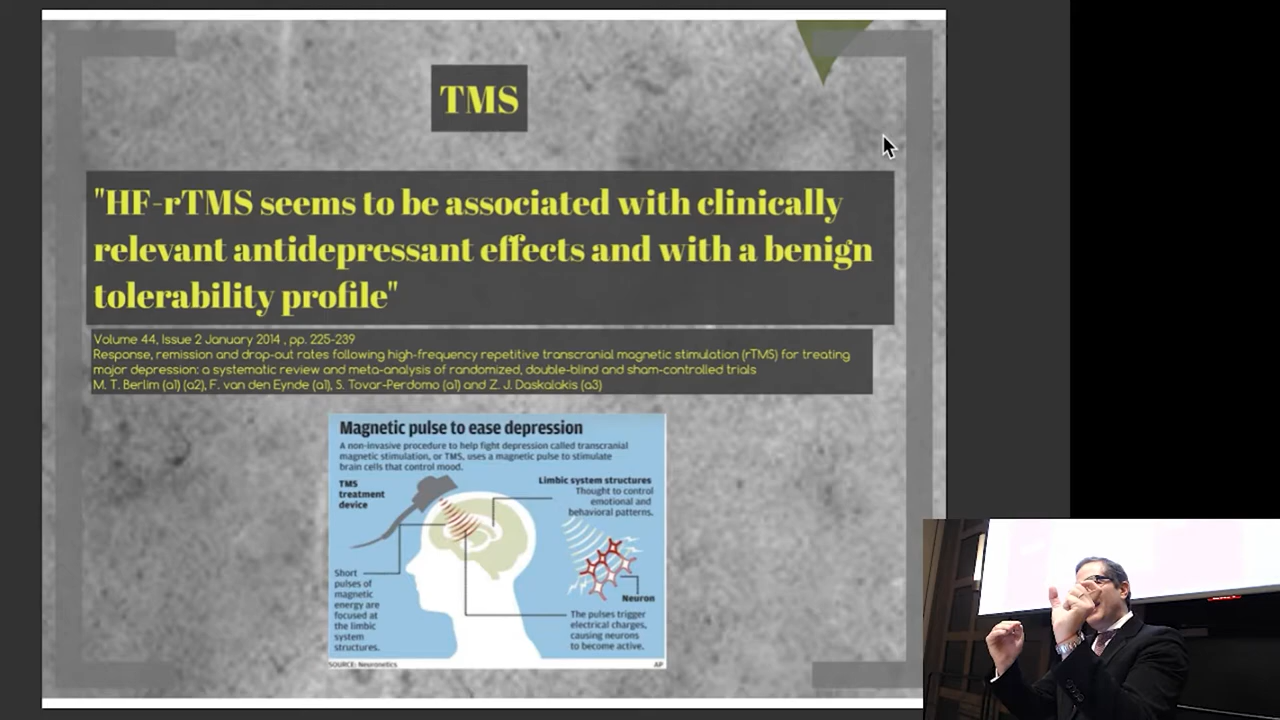 TMS
"HF-rTMS seems to be associated with clinically
relevant antidepressant effects and with a benign
tolerability profile"
Volume 44, Issue 2 January 2014 , pp. 225-239
Response, remission and drop-out rates following high-frequency repetitive transcranial magnetic stimulation (rTMS) for treating
major depression: a systematic review and meta-analysis of randomized, double-blind and sham-controlled trials
M. T. Berlim (a1) (a2), F. van den Eynde (a1), S. Tovar-Perdomo (a1) and Z. J. Daskalakis (a3)
Magnetic pulse to ease depression
A non-invasive procedure to help fight depression called transcranial
magnetic stimulation, or TMS, uses a magnetic pulse to stimulate
brain cells that control mood.
TMS
treatment
device
Limbic system structures
Thought to control
emotional and
behavioral patterns.
Short
pulses of
magnetic
energy are
focused at
the limbic
system
structures.
Neuron
The pulses trigger
electrical charges,
causing neurons
to become active.
SOURCE: Neuronetics
AP